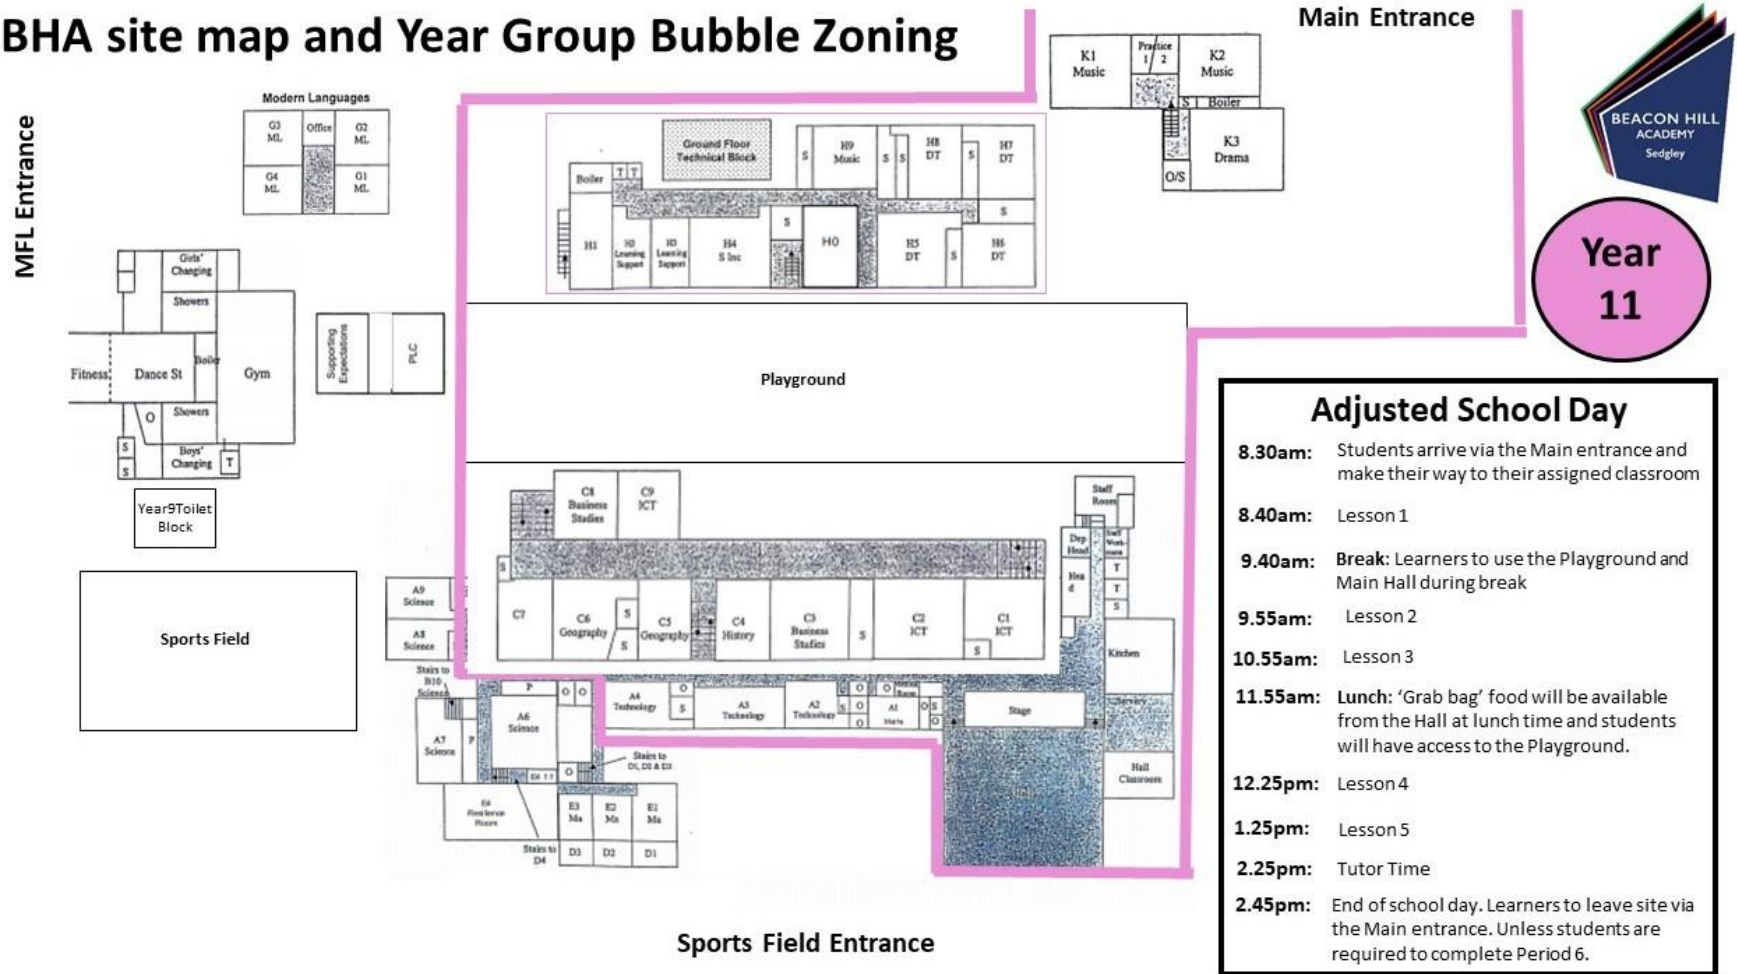 BHA site map and Year Group Bubble Zoning
Main Entrance
MFL Entrance
BEACON HILL
ACADEMY
Sedgley
Year
11
K1
Music
Practice
1 / 2
K2
Music
S
Boiler
K3
Drama
O/S
Modern Languages
G3
ML
Office
G2
ML
G4
ML
G1
ML
Ground Floor
Technical Block
Boiler
T T
S
H9
Music
S S
H8
DT
S
H7
DT
S
H1
Learning
Support
H3
Learning
Support
H4
S Inc
S
H0
H5
DT
S
H6
DT
Girls'
Changing
Showers
Fitness
Dance St
Boiler
Gym
O
Showers
S
S
Boys'
Changing
T
Supporting
Expectations
PLC
Year9Toilet
Block
Sports Field
Playground
C8
Business
Studies
C9
ICT
S
C7
C6
Geography
S
S
C5
Geography
C4
History
C3
Business
Studies
S
C2
ICT
S
C1
ICT
Staff
Room
Dep
Head
Hea
d
T
T
S
Kitchen
Servery
Hall
Classroom
Stage
A9
Science
A8
Science
Stairs to
B10
Science
P
O O
A7
Science
P
A6
Science
O
A4
Technology
O
S
A3
Technology
A2
Technology
S
O
O
O
O
A1
O S
O
Stairs to
D1, D2 & D3
E3
Ma
E2
Ma
E1
Ma
Stairs to
D4
D3
D2
D1
Sports Field Entrance
Adjusted School Day
8.30am: Students arrive via the Main entrance and
make their way to their assigned classroom
8.40am: Lesson 1
9.40am: Break: Learners to use the Playground and
Main Hall during break
9.55am: Lesson 2
10.55am: Lesson 3
11.55am: Lunch: ‘Grab bag’ food will be available
from the Hall at lunch time and students
will have access to the Playground.
12.25pm: Lesson 4
1.25pm: Lesson 5
2.25pm: Tutor Time
2.45pm: End of school day. Learners to leave site via
the Main entrance. Unless students are
required to complete Period 6.